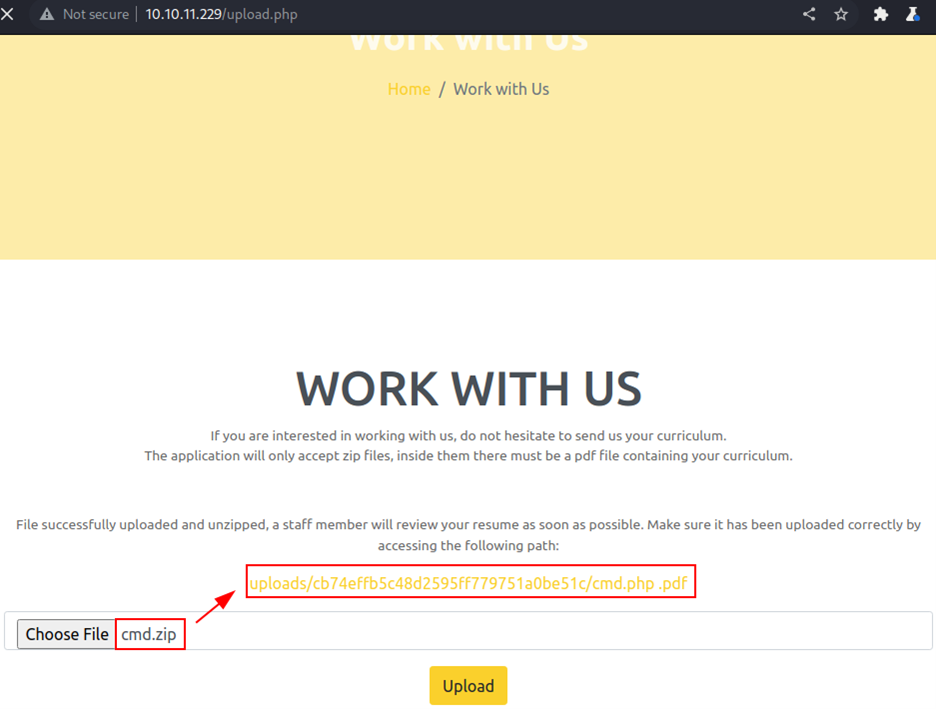 Not secure | 10.10.11.229/upload.php
Work with Us
Home / Work with Us
WORK WITH US
If you are interested in working with us, do not hesitate to send us your curriculum.
The application will only accept zip files, inside them there must be a pdf file containing your curriculum.
File successfully uploaded and unzipped, a staff member will review your resume as soon as possible. Make sure it has been uploaded correctly by
accessing the following path:
uploads/cb74effb5c48d2595ff779751a0be51c/cmd.php .pdf
Choose File cmd.zip
Upload